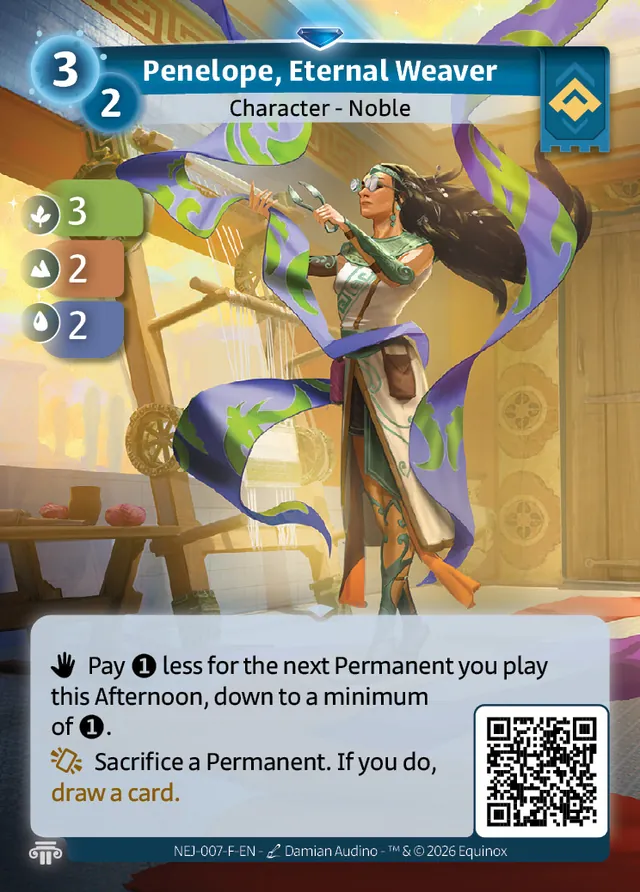 3
2
Penelope, Eternal Weaver
Character - Noble
3
2
2
Pay 1 less for the next Permanent you play
this Afternoon, down to a minimum
of 1.
Sacrifice a Permanent. If you do,
draw a card.
NEJ-007-F-EN - Damian Audino - ™ & © 2026 Equinox